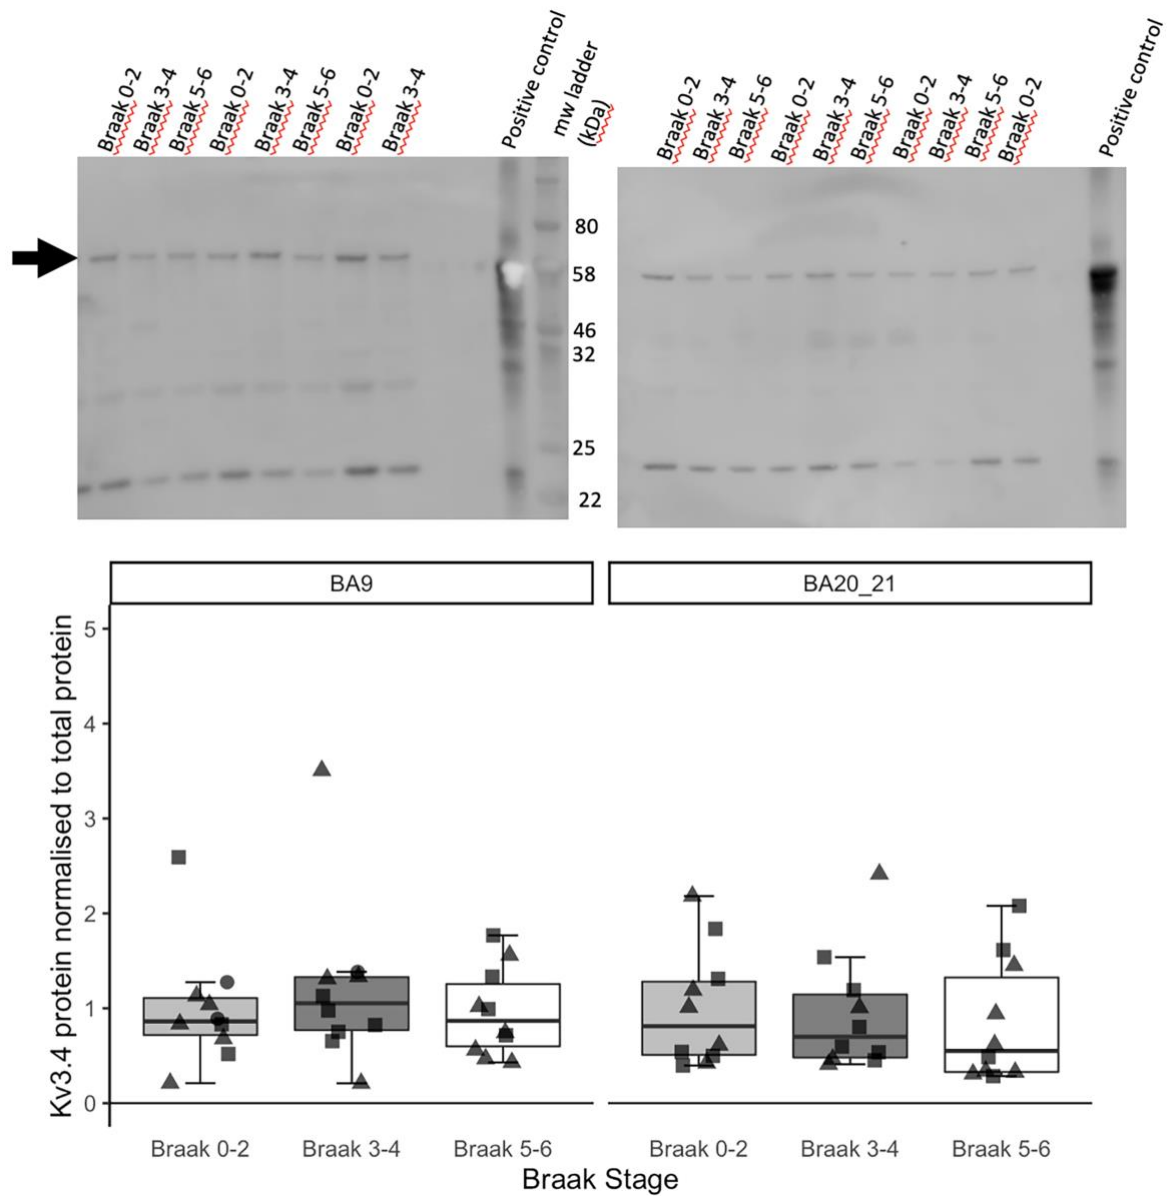 Braak 0-2
Braak 3-4
Braak 5-6
Braak 0-2
Braak 3-4
Braak 5-6
Braak 0-2
Braak 3-4
Positive control
mw ladder
(kDa)
Braak 0-2
Braak 3-4
Braak 5-6
Braak 0-2
Braak 3-4
Braak 5-6
Braak 0-2
Braak 3-4
Braak 5-6
Braak 0-2
Positive control
80
58
46
32
25
22
BA9
BA20_21
Kv3.4 protein normalised to total protein
5
4
3
2
1
0
Braak 0-2
Braak 3-4
Braak 5-6
Braak 0-2
Braak 3-4
Braak 5-6
Braak Stage